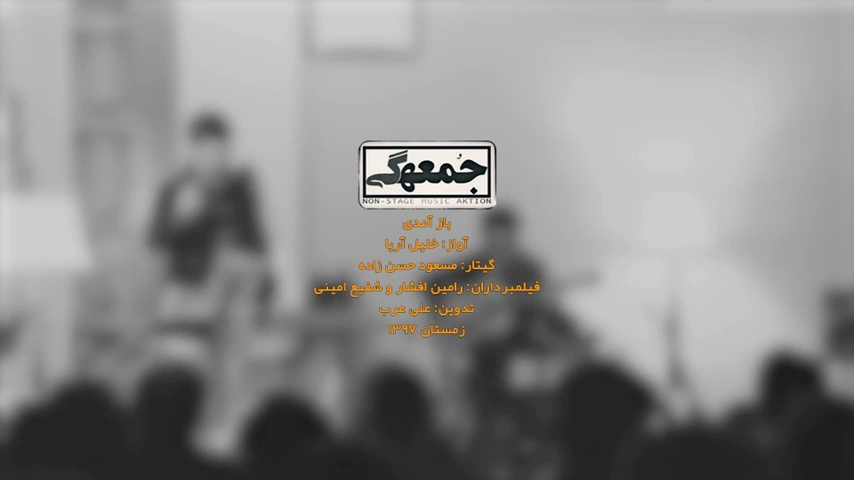 جُمعهگی
NON-STAGE MUSIC AKTION
باز آمدی
آواز: خلیل آریا
گیتار: مسعود حسن زاده
فیلمبرداران: رامین افشار و شفیع امینی
تدوین: علی عرب
زمستان ۱۳۹۷